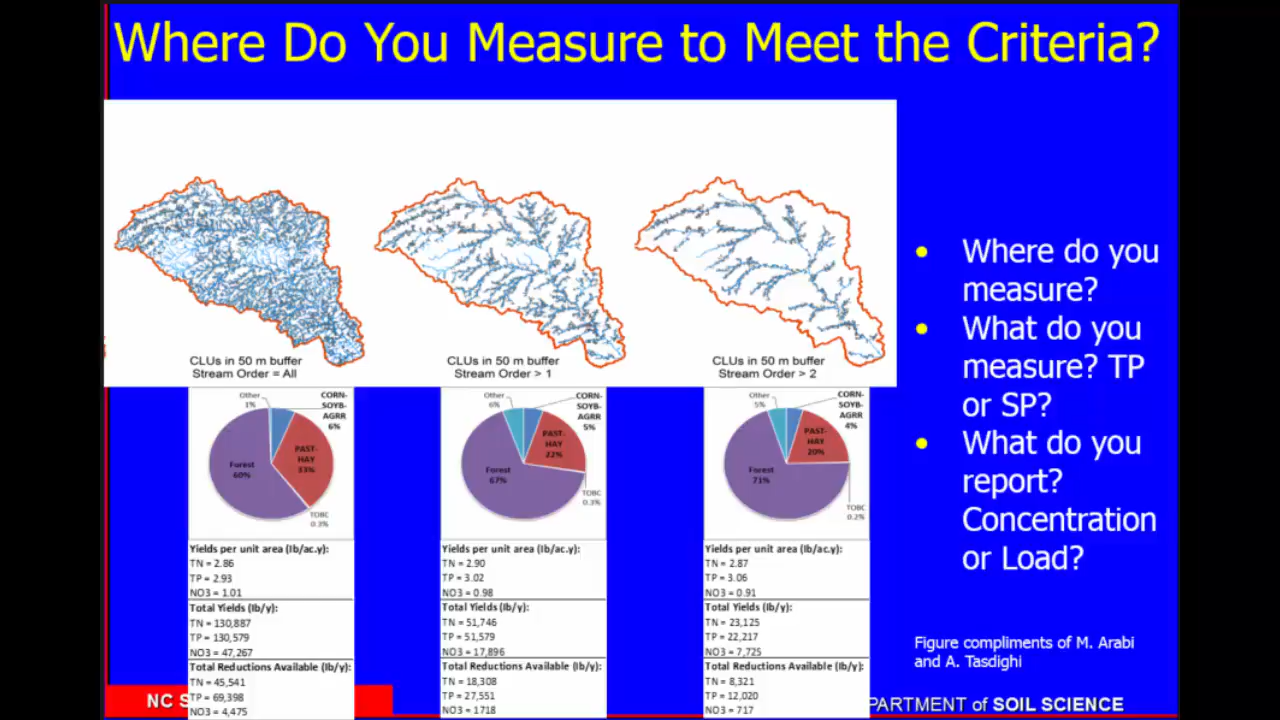 Where Do You Measure to Meet the Criteria?
CLUs in 50 m buffer
Stream Order = All
CLUs in 50 m buffer
Stream Order > 1
CLUs in 50 m buffer
Stream Order > 2
Other
1%
CORN-
SOYB-
AGRR
6%
PAST-
HAY
33%
Forest
60%
TOBC
0.3%
Other
6%
CORN-
SOYB-
AGRR
5%
PAST-
HAY
22%
Forest
67%
TOBC
0.3%
Other
5%
CORN-
SOYB-
AGRR
4%
PAST-
HAY
20%
Forest
71%
TOBC
0.2%
Yields per unit area (lb/ac.y):
TN = 2.86
TP = 2.93
NO3 = 1.01
Total Yields (lb/y):
TN = 130,887
TP = 130,579
NO3 = 47,267
Total Reductions Available (lb/y):
TN = 45,541
TP = 69,398
NO3 = 4,475
Yields per unit area (lb/ac.y):
TN = 2.90
TP = 3.02
NO3 = 0.98
Total Yields (lb/y):
TN = 51,746
TP = 51,579
NO3 = 17,896
Total Reductions Available (lb/y):
TN = 18,308
TP = 27,551
NO3 = 1718
Yields per unit area (lb/ac.y):
TN = 2.87
TP = 3.06
NO3 = 0.91
Total Yields (lb/y):
TN = 23,125
TP = 22,217
NO3 = 7,725
Total Reductions Available (lb/y):
TN = 8,321
TP = 12,020
NO3 = 717
• Where do you
measure?
• What do you
measure? TP
or SP?
• What do you
report?
Concentration
or Load?
Figure compliments of M. Arabi
and A. Tasdighi
NC S
PARTMENT of SOIL SCIENCE